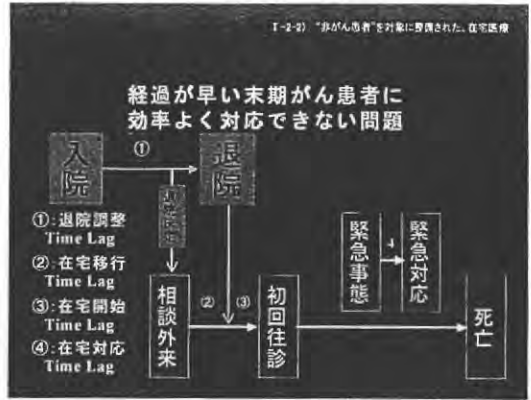 I-2-2) “非がん患者”を対象に整備された、在宅医療
経過が早い末期がん患者に
効率よく対応できない問題
入院
①
退院
①:退院調整
Time Lag
②:在宅移行
Time Lag
③:在宅開始
Time Lag
④:在宅対応
Time Lag
相談外来
②
③
初回往診
緊急事態
4
緊急対応
死亡